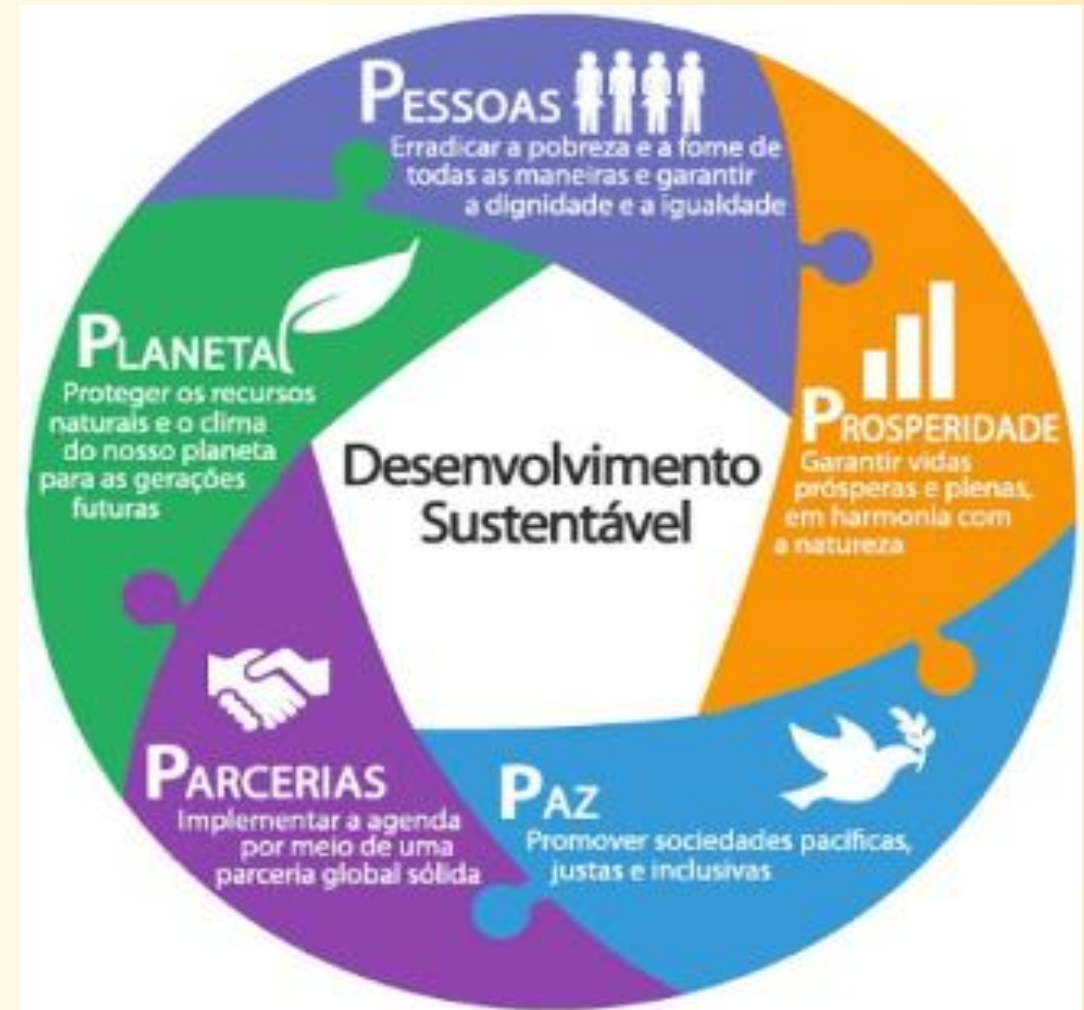 PESSOAS
Erradicar a pobreza e a fome de
todas as maneiras e garantir
a dignidade e a igualdade
PROSPERIDADE
Garantir vidas
prósperas e plenas,
em harmonia com
a natureza
PAZ
Promover sociedades pacíficas,
justas e inclusivas
PARCERIAS
Implementar a agenda
por meio de uma
parceria global sólida
PLANETA
Proteger os recursos
naturais e o clima
do nosso planeta
para as gerações
futuras
Desenvolvimento
Sustentável